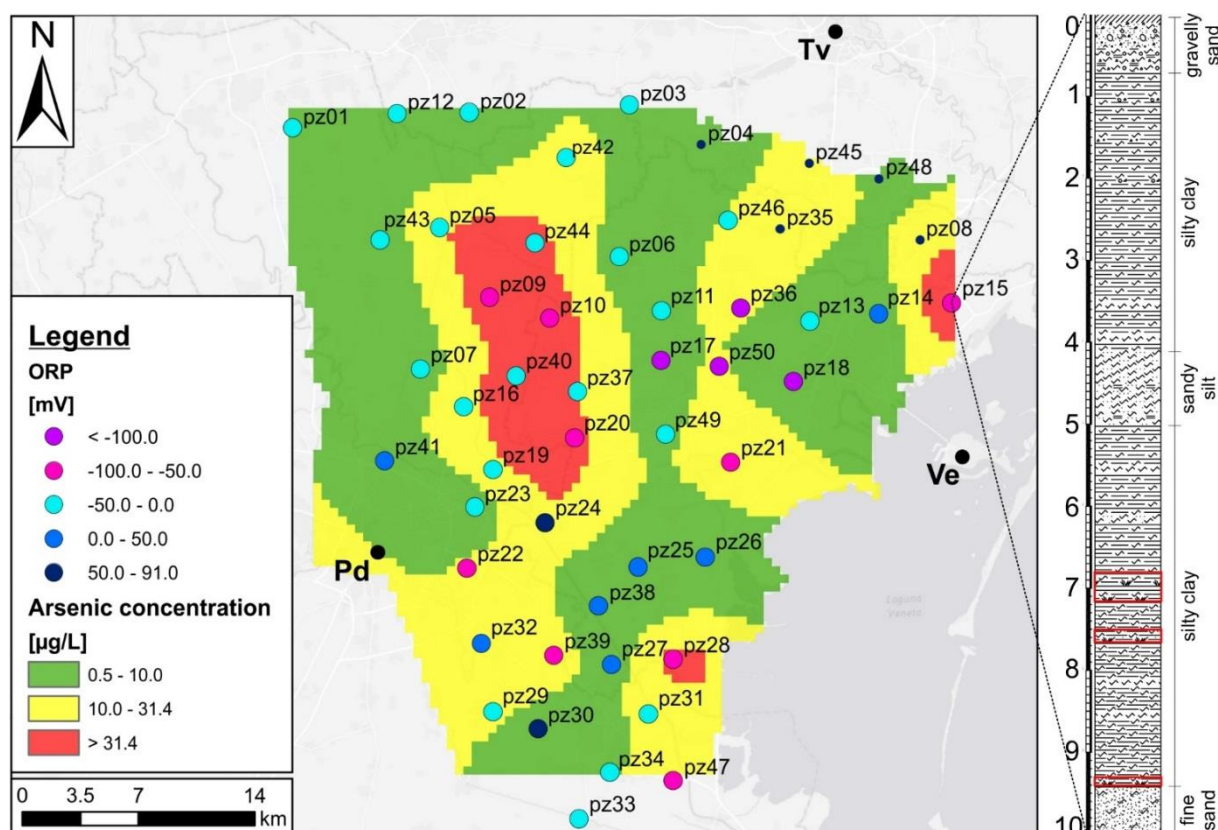 N
Tv
pz01
pz12
pz02
pz03
pz04
pz42
pz45
pz48
pz43
pz05
pz44
pz06
pz46
pz35
pz08
pz09
pz10
pz11
pz36
pz13
pz14
pz15
pz07
pz40
pz37
pz17
pz50
pz18
pz16
pz20
pz49
pz41
pz19
pz21
Ve
pz23
pz24
Pd
pz22
pz25
pz26
pz38
Laguna
Veneta
pz32
pz39
pz27
pz28
pz29
pz30
pz31
pz34
pz47
pz33
Legend
ORP
[mV]
< -100.0
-100.0 - -50.0
-50.0 - 0.0
0.0 - 50.0
50.0 - 91.0
Arsenic concentration
[µg/L]
0.5 - 10.0
10.0 - 31.4
> 31.4
0 3.5 7 14
km
0
1
2
3
4
5
6
7
8
9
10
gravelly
sand
silty clay
sandy
silt
silty clay
fine
sand